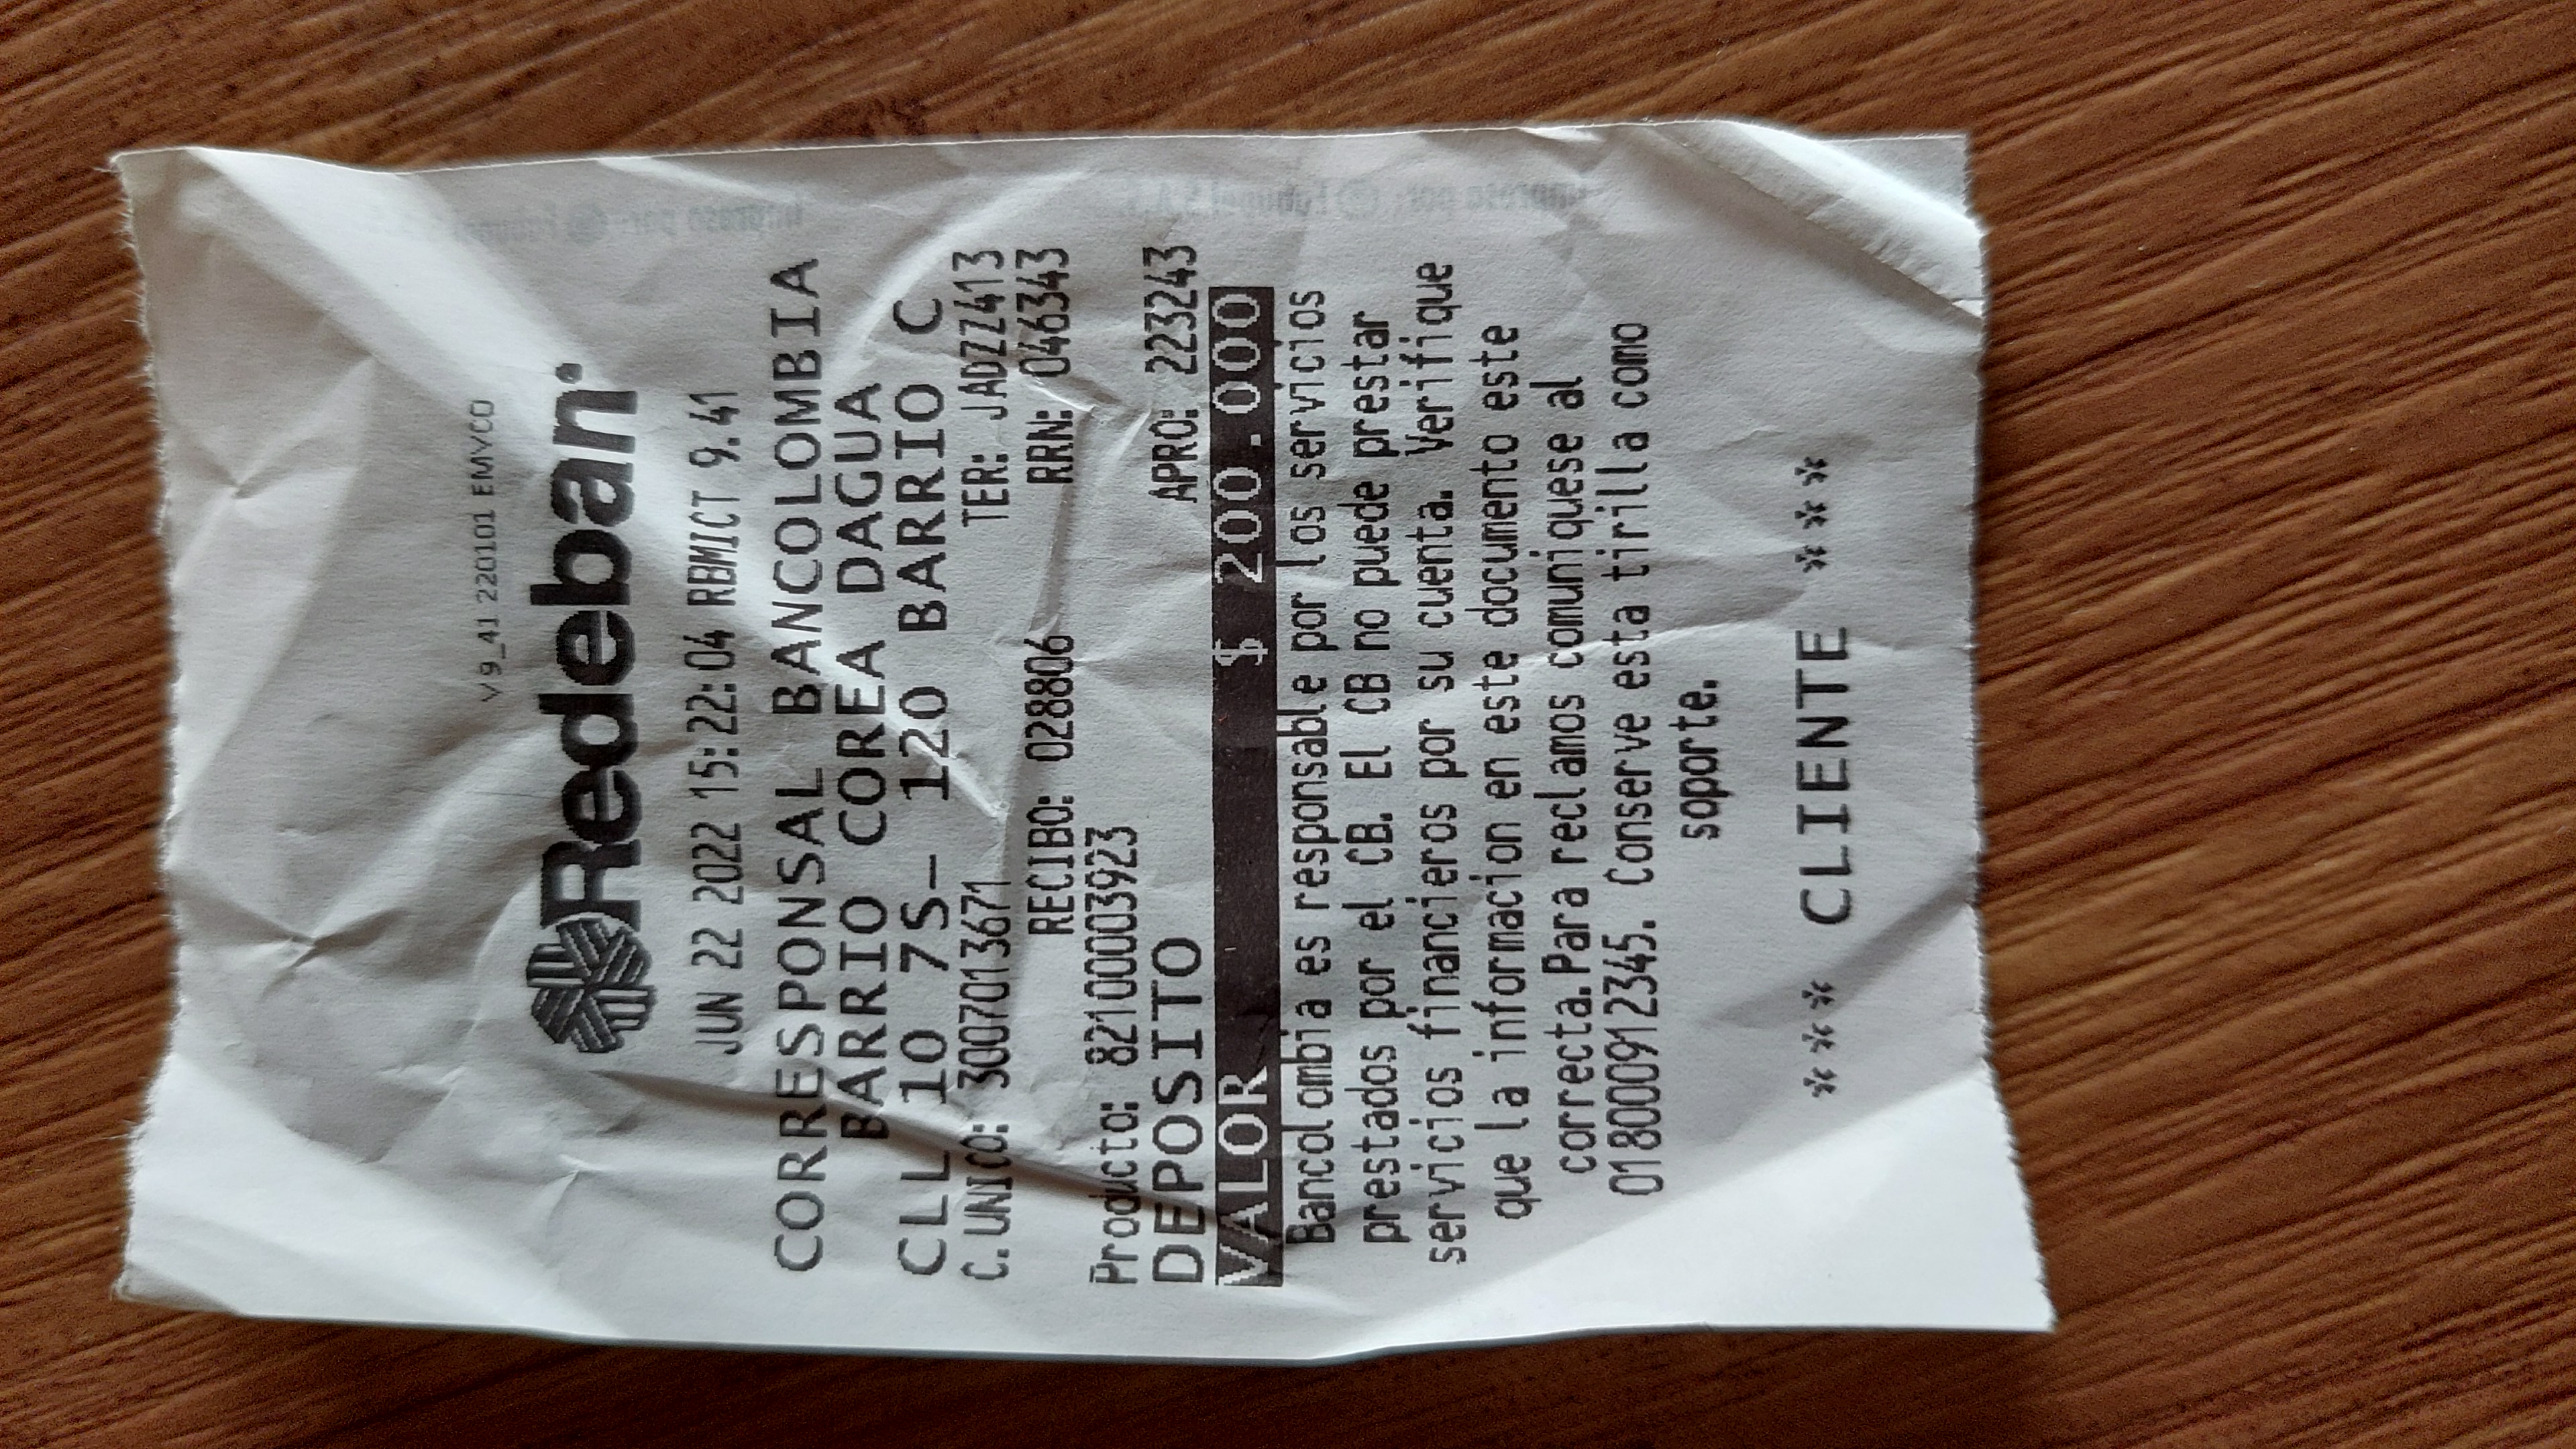 V9_41 220101 EMVCO
Redeban
JUN 22 2022 15:22:04 RBMICT 9.41
CORRESPONSAL BANCOLOMBIA
BARRIO COREA DAGUA
CLL 10 7S- 120 BARRIO C
C. UNICO: 3007013671 TER: JADZZ413
RECIBO: 028806 RRN: 046343
Producto: 82100003923
DEPOSITO APRO: 223243
VALOR $ 200.000
Bancolombia es responsable por los servicios
prestados por el CB. El CB no puede prestar
servicios financieros por su cuenta. Verifique
que la informacion en este documento este
correcta.Para reclamos comuniquese al
018000912345. Conserve esta tirilla como
soporte.
*** CLIENTE ***